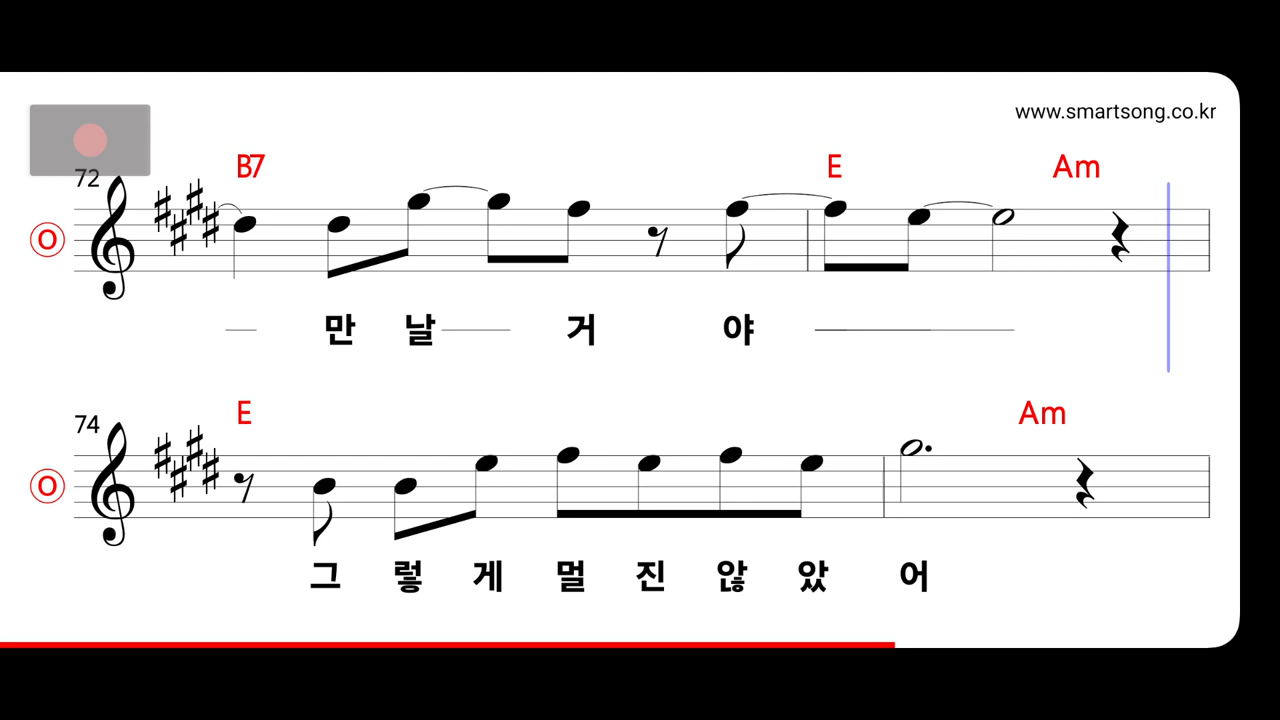 www.smartsong.co.kr
72
B7 E Am
O
만 날 거 야
74
E Am
O
그 렇 게 멀 진 않 았 어